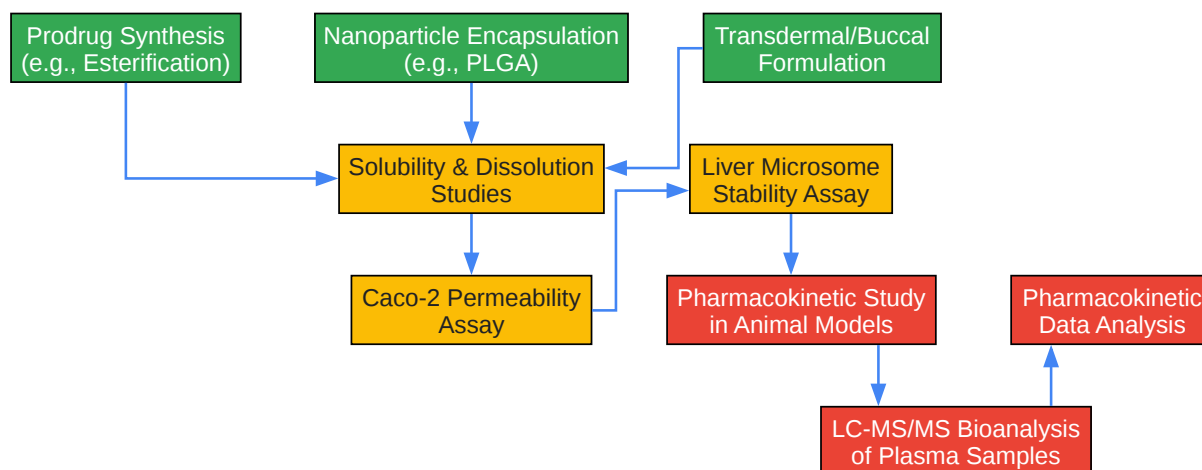 Prodrug Synthesis
(e.g., Esterification)
Nanoparticle Encapsulation
(e.g., PLGA)
Transdermal/Buccal
Formulation
Solubility & Dissolution
Studies
Liver Microsome
Stability Assay
Caco-2 Permeability
Assay
Pharmacokinetic Study
in Animal Models
Pharmacokinetic
Data Analysis
LC-MS/MS Bioanalysis
of Plasma Samples